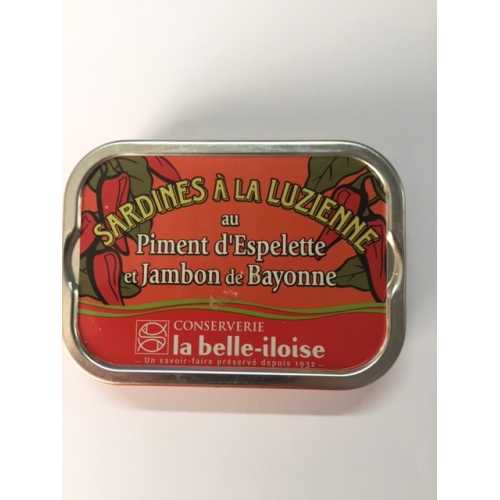 SARDINES À LA LUZIENNE
au
Piment d'Espelette
et Jambon de Bayonne
CONSERVERIE
la belle-iloise
Un savoir-faire préservé depuis 1932